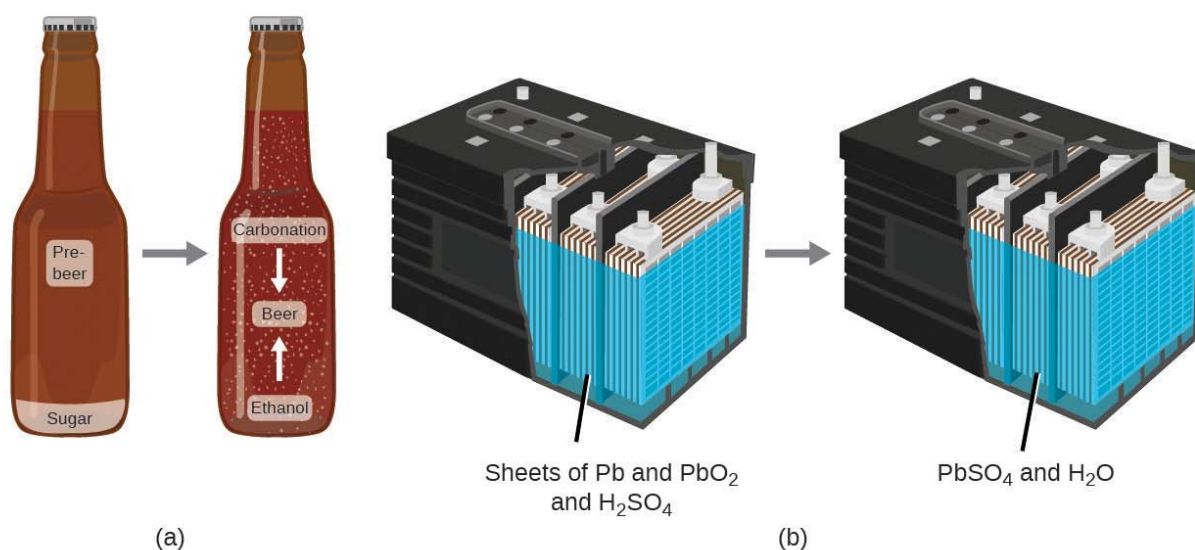 Pre-
beer
Sugar
Carbonation
Beer
Ethanol
(a)
Sheets of Pb and PbO₂
and H₂SO₄
PbSO₄ and H₂O
(b)